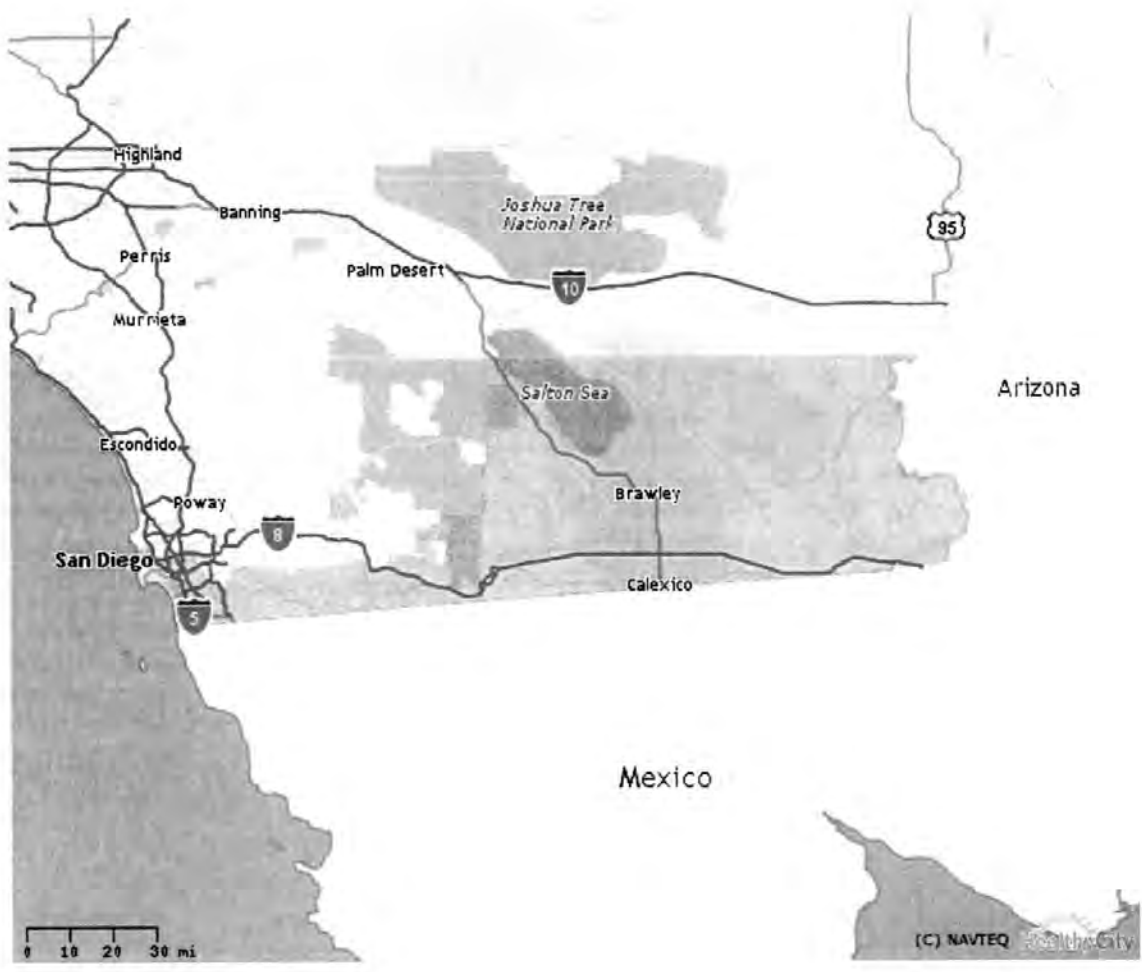 Highland
Joshua Tree
National Park
Banning
95
Perris
Palm Desert
10
Murrieta
Arizona
Salton Sea
Escondido
Brawley
Poway
8
San Diego
Calexico
5
Mexico
0 10 20 30 mi
(C) NAVTEQ
HealthyCity